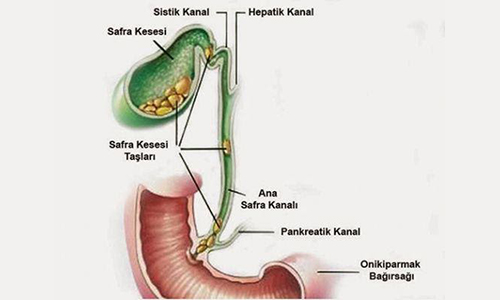 Sistik Kanal
Hepatik Kanal
Safra Kesesi
Safra Kesesi
Taşları
Ana
Safra Kanalı
Pankreatik Kanal
Onikiparmak
Bağırsağı